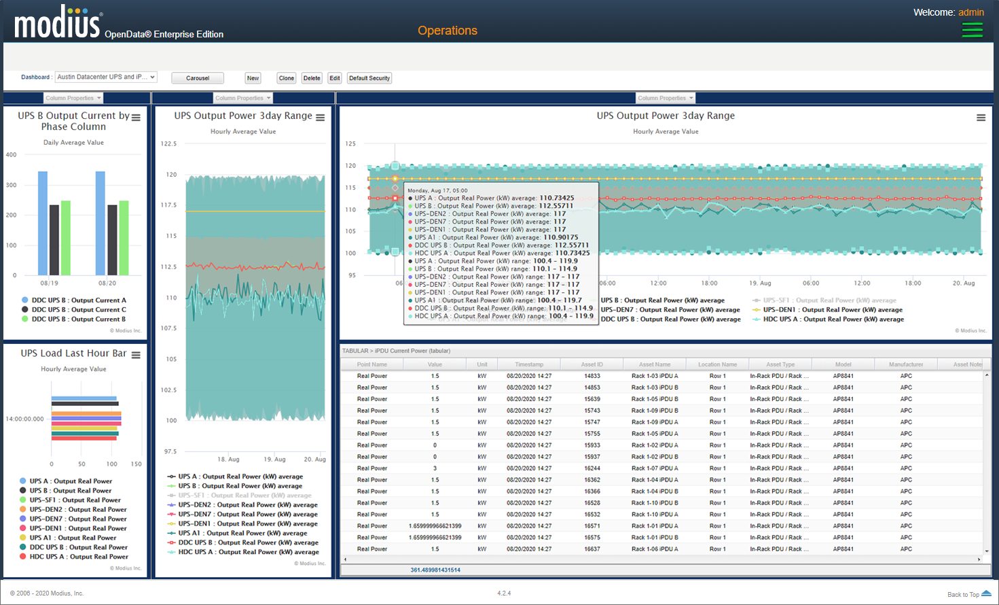 modius® OpenData® Enterprise Edition
Operations
Welcome: admin
Dashboard : Austin Datacenter UPS and iP... Carousel New Clone Delete Edit Default Security
Column Properties
Column Properties
Column Properties
UPS B Output Current by
Phase Column
Daily Average Value
400
300
200
100
0
08/19 08/20
DDC UPS B : Output Current A
DDC UPS B : Output Current C
DDC UPS B : Output Current B
© Modius Inc.
UPS Load Last Hour Bar
Hourly Average Value
14:00:00.000
0 50 100 150
UPS A : Output Real Power
UPS B : Output Real Power
UPS-SF1 : Output Real Power
UPS-DEN2 : Output Real Power
UPS-DEN7 : Output Real Power
UPS-DEN1 : Output Real Power
UPS A1 : Output Real Power
DDC UPS B : Output Real Power
HDC UPS A : Output Real Power
© Modius Inc.
UPS Output Power 3day Range
Hourly Average Value
122.5
120
117.5
115
112.5
110
107.5
105
102.5
100
97.5
18. Aug 19. Aug 20. Aug
UPS A : Output Real Power (kW) average
UPS B : Output Real Power (kW) average
UPS-SF1 : Output Real Power (kW) average
UPS-DEN2 : Output Real Power (kW) average
UPS-DEN7 : Output Real Power (kW) average
UPS-DEN1 : Output Real Power (kW) average
UPS A1 : Output Real Power (kW) average
DDC UPS B : Output Real Power (kW) average
HDC UPS A : Output Real Power (kW) average
© Modius Inc.
UPS Output Power 3day Range
Hourly Average Value
125
120
115
110
105
100
95
Monday, Aug 17, 05:00
UPS A : Output Real Power (kW) average: 110.73425
UPS B : Output Real Power (kW) average: 112.55711
UPS-DEN2 : Output Real Power (kW) average: 117
UPS-DEN7 : Output Real Power (kW) average: 117
UPS-DEN1 : Output Real Power (kW) average: 117
UPS A1 : Output Real Power (kW) average: 110.90175
DDC UPS B : Output Real Power (kW) average: 112.55711
HDC UPS A : Output Real Power (kW) average: 110.73425
UPS A : Output Real Power (kW) range: 100.4 - 119.9
UPS B : Output Real Power (kW) range: 110.1 - 114.9
UPS-DEN2 : Output Real Power (kW) range: 117 - 117
UPS-DEN7 : Output Real Power (kW) range: 117 - 117
UPS-DEN1 : Output Real Power (kW) range: 117 - 117
UPS A1 : Output Real Power (kW) range: 100.4 - 119.7
DDC UPS B : Output Real Power (kW) range: 110.1 - 114.9
HDC UPS A : Output Real Power (kW) range: 100.4 - 119.9
06:00 12:00 18:00 19. Aug 06:00 12:00 18:00 20. Aug
UPS B : Output Real Power (kW) average UPS-SF1 : Output Real Power (kW) average
UPS-DEN7 : Output Real Power (kW) average UPS-DEN1 : Output Real Power (kW) average
DDC UPS B : Output Real Power (kW) average HDC UPS A : Output Real Power (kW) average
© Modius Inc.
TABULAR > iPDU Current Power (tabular)
Point Name Value Unit Timestamp Asset ID Asset Name Location Name Asset Type Model Manufacturer Asset Note
Real Power 1.5 kW 08/20/2020 14:27 14833 Rack 1-03 iPDU A Row 1 In-Rack PDU / Rack ... AP8841 APC
Real Power 1.5 kW 08/20/2020 14:27 14853 Rack 1-03 iPDU B Row 1 In-Rack PDU / Rack ... AP8841 APC
Real Power 1.5 kW 08/20/2020 14:27 15639 Rack 1-05 iPDU B Row 1 In-Rack PDU / Rack ... AP8841 APC
Real Power 1.5 kW 08/20/2020 14:27 15743 Rack 1-09 iPDU B Row 1 In-Rack PDU / Rack ... AP8841 APC
Real Power 1.5 kW 08/20/2020 14:27 15747 Rack 1-09 iPDU A Row 1 In-Rack PDU / Rack ... AP8841 APC
Real Power 1.5 kW 08/20/2020 14:27 15755 Rack 1-05 iPDU A Row 1 In-Rack PDU / Rack ... AP8841 APC
Real Power 0 kW 08/20/2020 14:27 15933 Rack 1-02 iPDU A Row 1 In-Rack PDU / Rack ... AP8841 APC
Real Power 0 kW 08/20/2020 14:27 15937 Rack 1-02 iPDU B Row 1 In-Rack PDU / Rack ... AP8841 APC
Real Power 3 kW 08/20/2020 14:27 16244 Rack 1-07 iPDU A Row 1 In-Rack PDU / Rack ... AP8841 APC
Real Power 1.5 kW 08/20/2020 14:27 16362 Rack 1-04 iPDU A Row 1 In-Rack PDU / Rack ... AP8841 APC
Real Power 1.5 kW 08/20/2020 14:27 16366 Rack 1-04 iPDU B Row 1 In-Rack PDU / Rack ... AP8841 APC
Real Power 1.5 kW 08/20/2020 14:27 16528 Rack 1-10 iPDU B Row 1 In-Rack PDU / Rack ... AP8841 APC
Real Power 1.5 kW 08/20/2020 14:27 16532 Rack 1-10 iPDU A Row 1 In-Rack PDU / Rack ... AP8841 APC
Real Power 1.659999966621399 kW 08/20/2020 14:27 16571 Rack 1-01 iPDU A Row 1 In-Rack PDU / Rack ... AP8841 APC
Real Power 1.659999966621399 kW 08/20/2020 14:27 16575 Rack 1-01 iPDU B Row 1 In-Rack PDU / Rack ... AP8841 APC
Real Power 1.5 kW 08/20/2020 14:27 16637 Rack 1-06 iPDU A Row 1 In-Rack PDU / Rack ... AP8841 APC
361.489981431514
© 2006 - 2020 Modius, Inc.
4.2.4
Back to Top